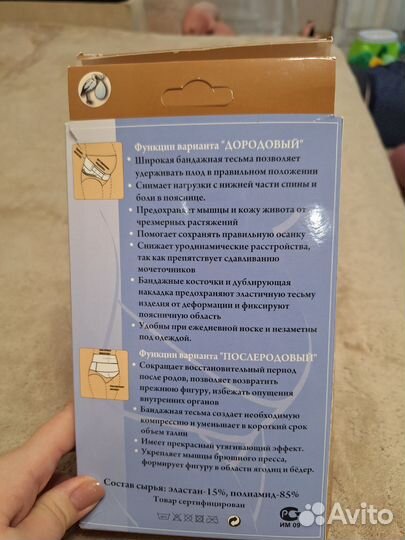 Функции варианта "ДОРОДОВЫЙ"
• Широкая бандажная тесьма позволяет
удерживать плод в правильном положении
• Снимает нагрузки с нижней части спины и
боли в пояснице.
• Предохраняет мышцы и кожу живота от
чрезмерных растяжений
• Помогает сохранять правильную осанку
• Снижает уродинамические расстройства,
так как препятствует сдавливанию
мочеточников
• Бандажные косточки и дублирующая
накладка предохраняют эластичную тесьму
изделия от деформации и фиксируют
поясничную область
• Удобны при ежедневной носке и незаметны
под одеждой.
Функции варианта "ПОСЛЕРОДОВЫЙ"
• Сокращает восстановительный период
после родов, позволяет возвратить
прежнюю фигуру, избежать опущения
внутренних органов
• Бандажная тесьма создает необходимую
компрессию и уменьшает в короткий срок
объем талии
• Имеет прекрасный утягивающий эффект.
• Укрепляет мышцы брюшного пресса,
формирует фигуру в области ягодиц и бёдер.
Состав сырья: эластан-15%, полиамид-85%
Товар сертифицирован
ИМ 09
Avito